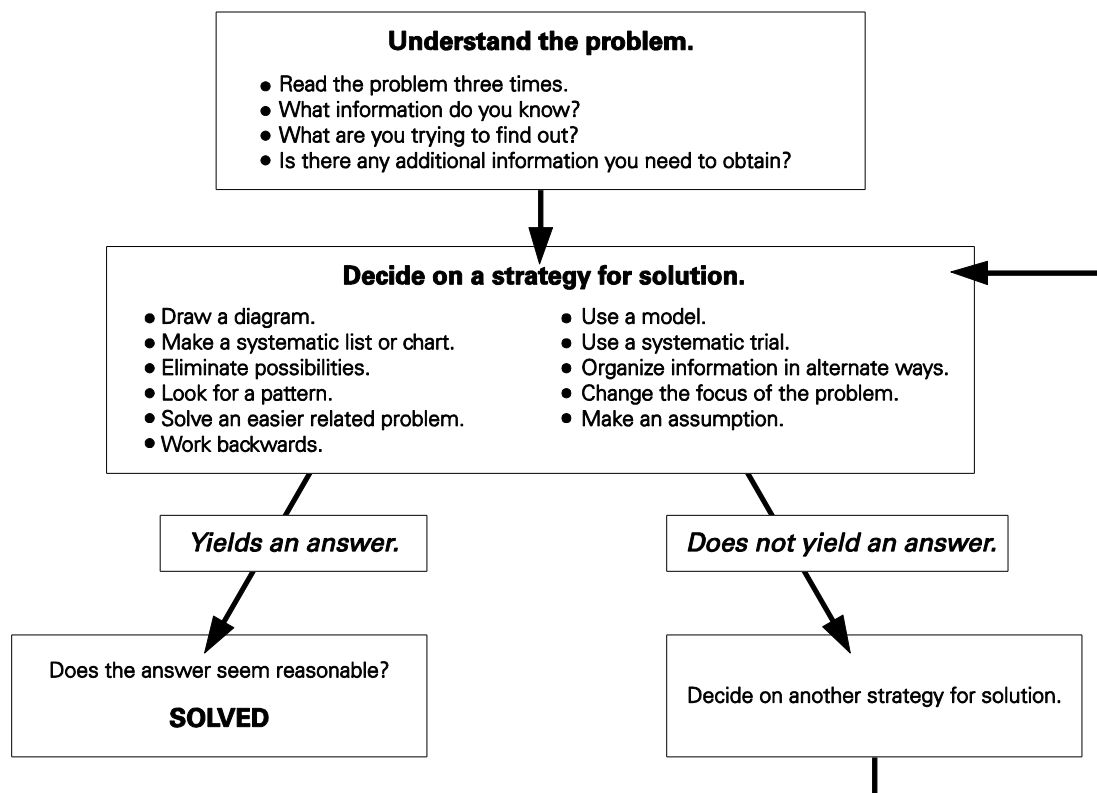 Understand the problem.
● Read the problem three times.
● What information do you know?
● What are you trying to find out?
● Is there any additional information you need to obtain?
Decide on a strategy for solution.
● Draw a diagram.
● Make a systematic list or chart.
● Eliminate possibilities.
● Look for a pattern.
● Solve an easier related problem.
● Work backwards.
● Use a model.
● Use a systematic trial.
● Organize information in alternate ways.
● Change the focus of the problem.
● Make an assumption.
Yields an answer.
Does not yield an answer.
Does the answer seem reasonable?
SOLVED
Decide on another strategy for solution.